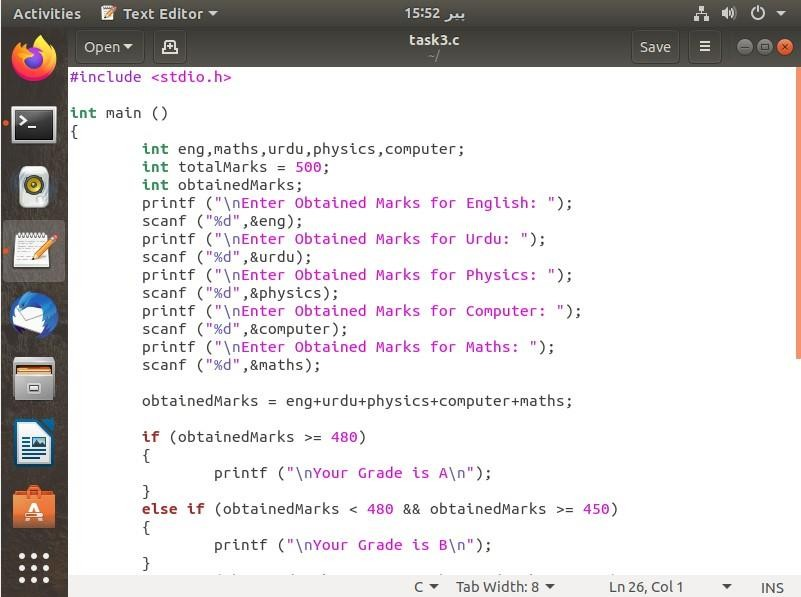 Activities Text Editor 15:52 پیر
Open task3.c Save
~/
#include <stdio.h>
int main ()
{
int eng,maths,urdu,physics,computer;
int totalMarks = 500;
int obtainedMarks;
printf ("\nEnter Obtained Marks for English: ");
scanf ("%d",&eng);
printf ("\nEnter Obtained Marks for Urdu: ");
scanf ("%d",&urdu);
printf ("\nEnter Obtained Marks for Physics: ");
scanf ("%d",&physics);
printf ("\nEnter Obtained Marks for Computer: ");
scanf ("%d",&computer);
printf ("\nEnter Obtained Marks for Maths: ");
scanf ("%d",&maths);
obtainedMarks = eng+urdu+physics+computer+maths;
if (obtainedMarks >= 480)
{
printf ("\nYour Grade is A\n");
}
else if (obtainedMarks < 480 && obtainedMarks >= 450)
{
printf ("\nYour Grade is B\n");
}
C Tab Width: 8 Ln 26, Col 1 INS